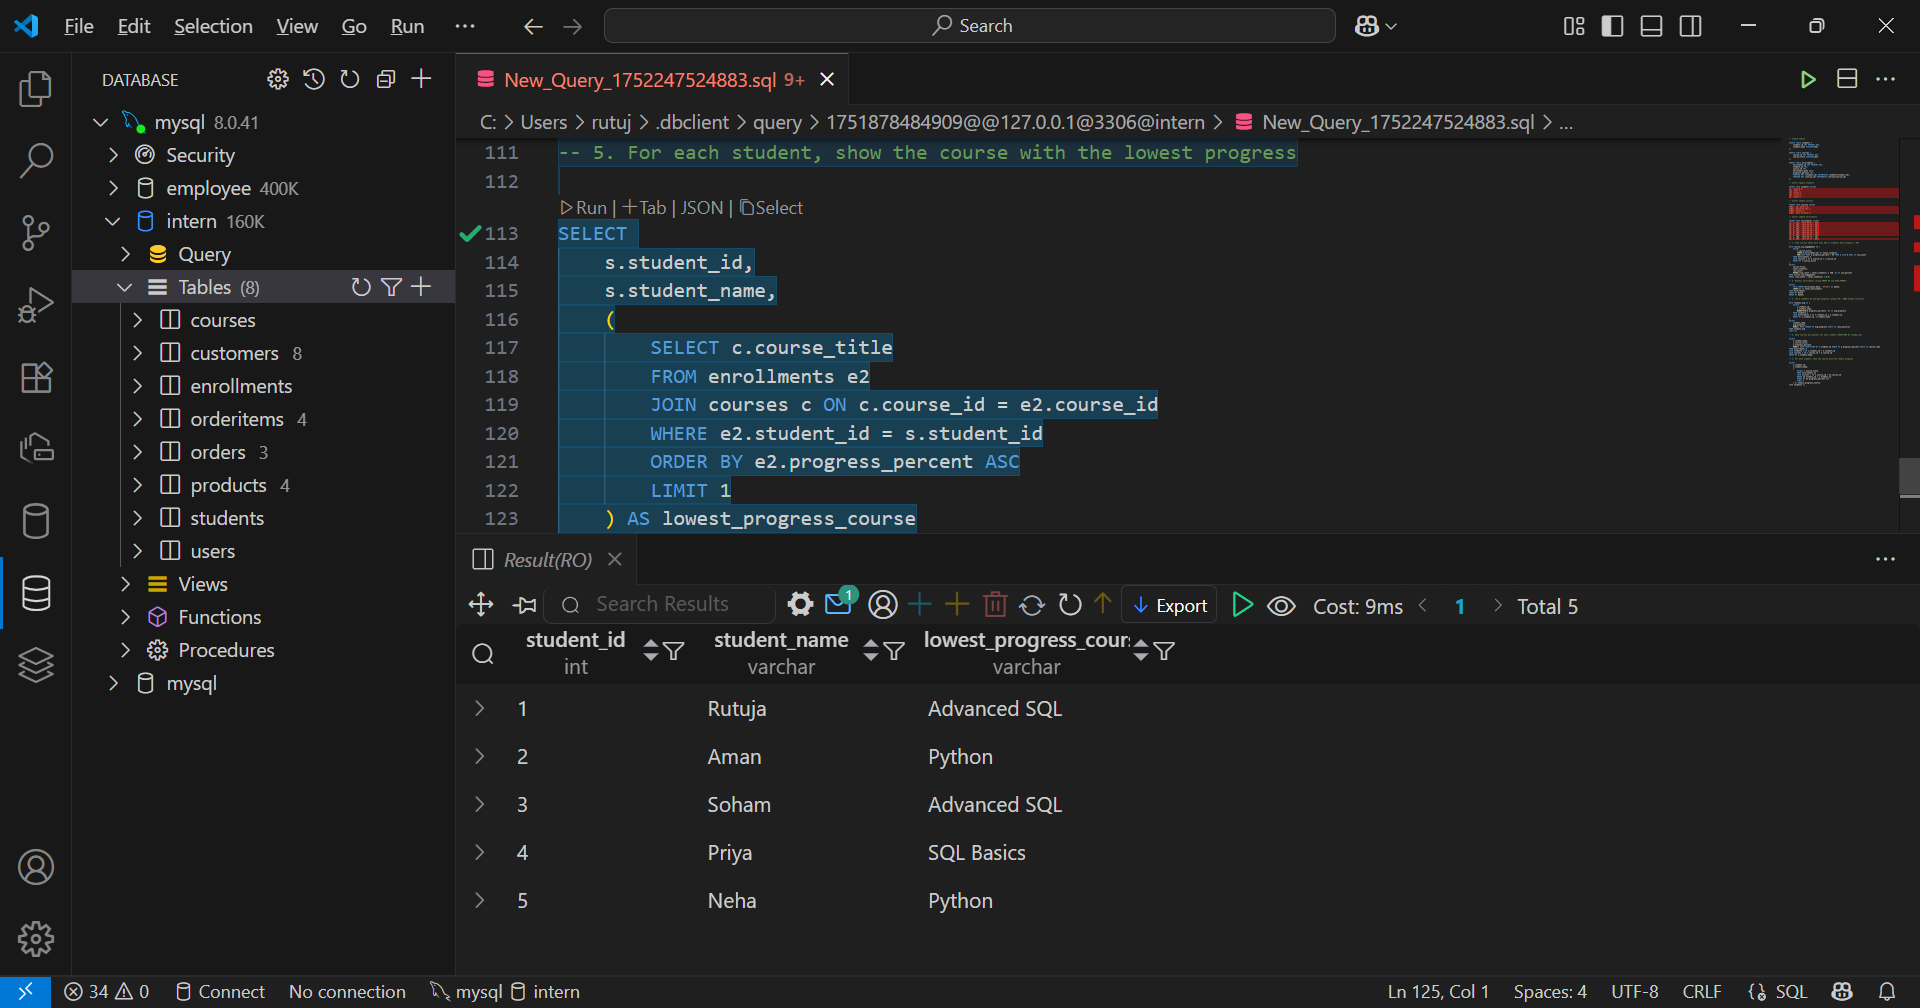 File Edit Selection View Go Run ··· Search
DATABASE
mysql 8.0.41
Security
employee 400K
intern 160K
Query
Tables (8)
courses
customers 8
enrollments
orderitems 4
orders 3
products 4
students
users
Views
Functions
Procedures
mysql
New_Query_1752247524883.sql 9+
C: > Users > rutuj > .dbclient > query > 1751878484909@@127.0.0.1@3306@intern > New_Query_1752247524883.sql > ...
111 -- 5. For each student, show the course with the lowest progress
112
Run | +Tab | JSON | Select
113 SELECT
114 s.student_id,
115 s.student_name,
116 (
117 SELECT c.course_title
118 FROM enrollments e2
119 JOIN courses c ON c.course_id = e2.course_id
120 WHERE e2.student_id = s.student_id
121 ORDER BY e2.progress_percent ASC
122 LIMIT 1
123 ) AS lowest_progress_course
Result(RO)
Search Results 1 Export Cost: 9ms < 1 > Total 5
student_id student_name lowest_progress_cour
int varchar varchar
1 Rutuja Advanced SQL
2 Aman Python
3 Soham Advanced SQL
4 Priya SQL Basics
5 Neha Python
34 0 Connect No connection mysql intern Ln 125, Col 1 Spaces: 4 UTF-8 CRLF SQL